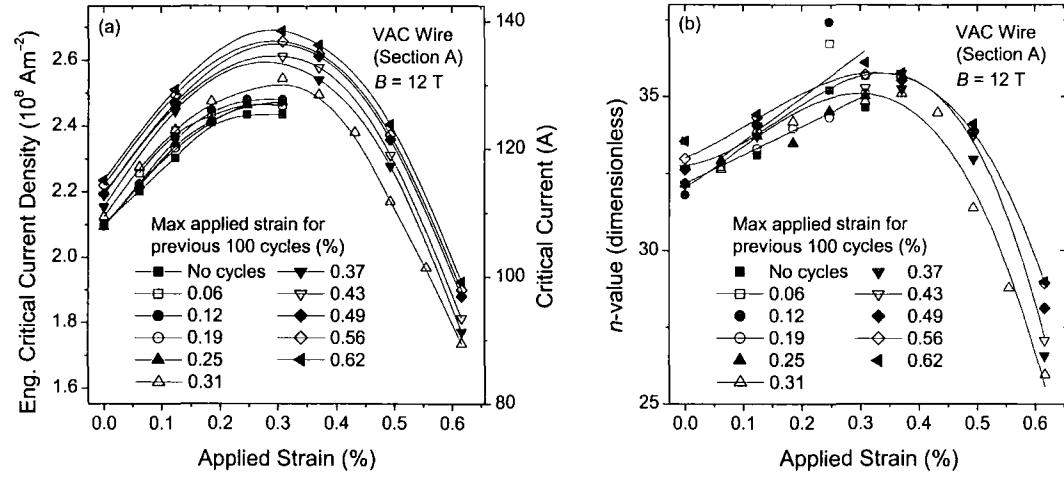 (a)
VAC Wire
(Section A)
B = 12 T
Eng. Critical Current Density (10⁸ Am⁻²)
2.6
2.4
2.2
2.0
1.8
1.6
Critical Current (A)
140
120
100
80
Max applied strain for
previous 100 cycles (%)
No cycles
0.06
0.12
0.19
0.25
0.31
0.37
0.43
0.49
0.56
0.62
0.0 0.1 0.2 0.3 0.4 0.5 0.6
Applied Strain (%)
(b)
VAC Wire
(Section A)
B = 12 T
n-value (dimensionless)
35
30
25
Max applied strain for
previous 100 cycles (%)
No cycles
0.06
0.12
0.19
0.25
0.31
0.37
0.43
0.49
0.56
0.62
0.0 0.1 0.2 0.3 0.4 0.5 0.6
Applied Strain (%)